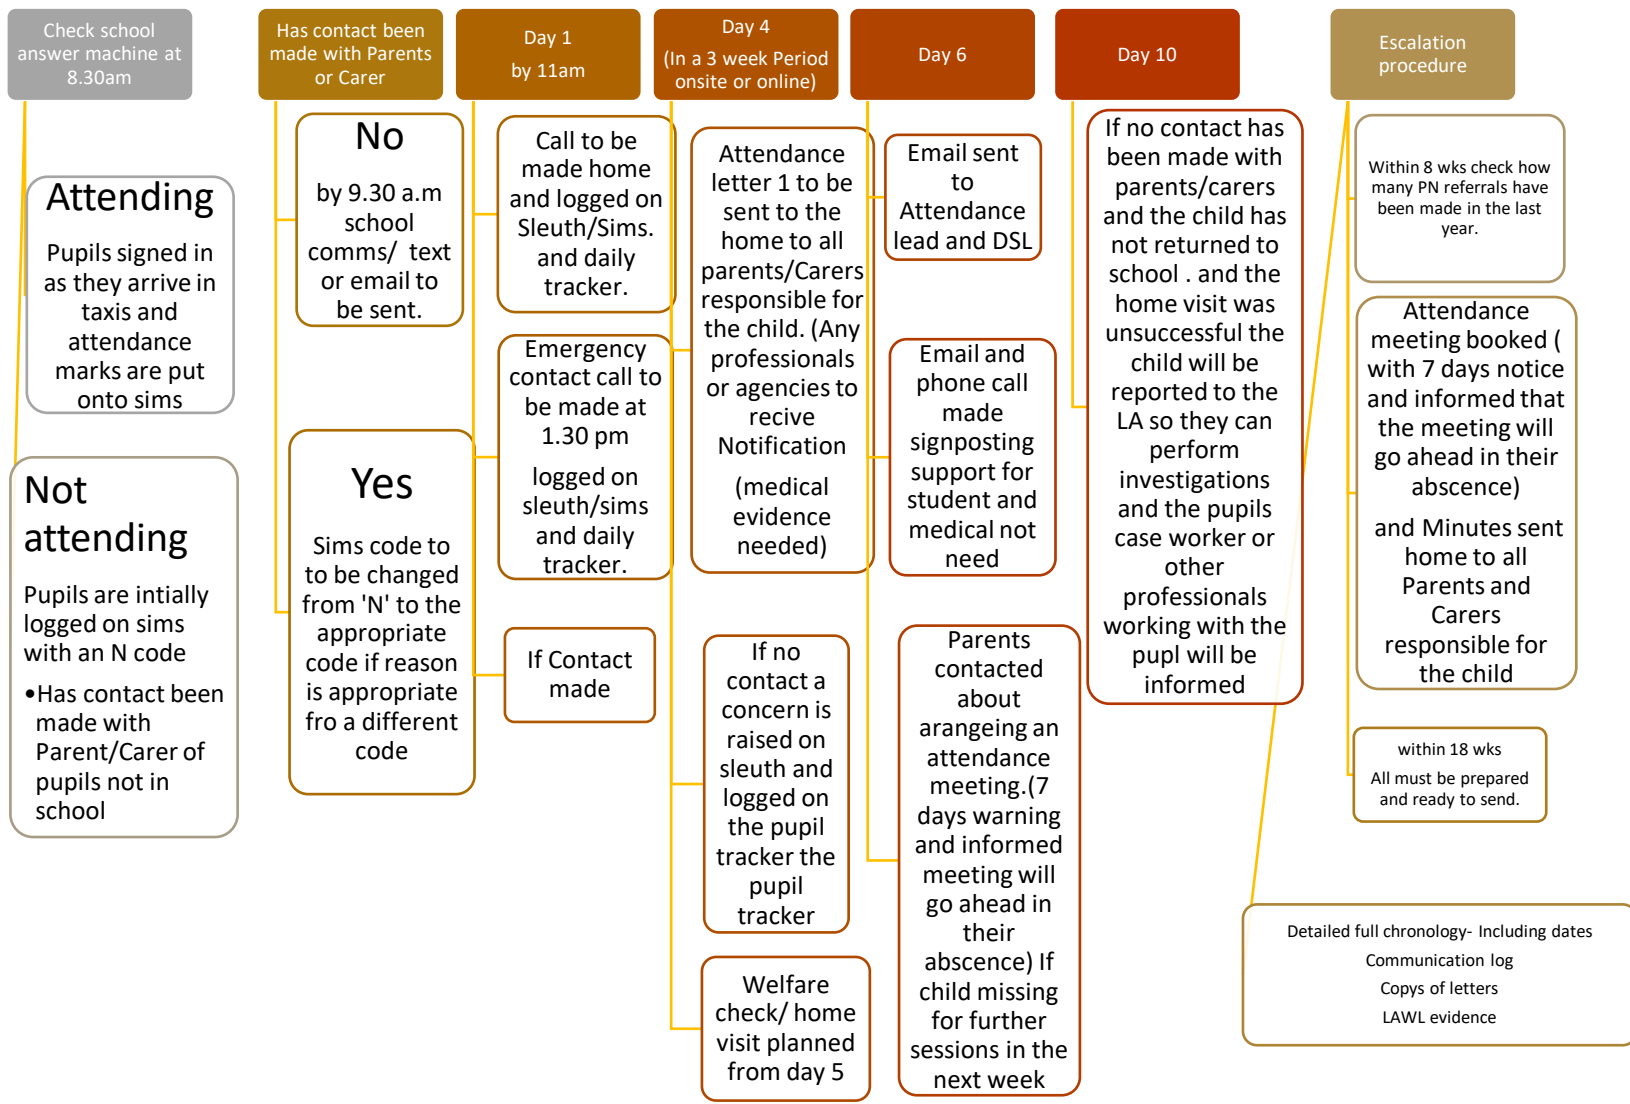 Check school
answer machine at
8.30am
Attending
Pupils signed in
as they arrive in
taxis and
attendance
marks are put
onto sims
Not
attending
Pupils are intially
logged on sims
with an N code
•Has contact been
made with
Parent/Carer of
pupils not in
school
Has contact been
made with Parents
or Carer
No
by 9.30 a.m
school
comms/ text
or email to
be sent.
Yes
Sims code to
to be changed
from 'N' to the
appropriate
code if reason
is appropriate
fro a different
code
Day 1
by 11am
Call to be
made home
and logged on
Sleuth/Sims.
and daily
tracker.
Emergency
contact call to
be made at
1.30 pm
logged on
sleuth/sims
and daily
tracker.
If Contact
made
Day 4
(In a 3 week Period
onsite or online)
Attendance
letter 1 to be
sent to the
home to all
parents/Carers
responsible for
the child. (Any
professionals
or agencies to
recive
Notification
(medical
evidence
needed)
If no
contact a
concern is
raised on
sleuth and
logged on
the pupil
tracker the
pupil
tracker
Welfare
check/ home
visit planned
from day 5
Day 6
Email sent
to
Attendance
lead and DSL
Email and
phone call
made
signposting
support for
student and
medical not
need
Parents
contacted
about
arangeing an
attendance
meeting.(7
days warning
and informed
meeting will
go ahead in
their
abscence) If
child missing
for further
sessions in the
next week
Day 10
If no contact has
been made with
parents/carers
and the child has
not returned to
school . and the
home visit was
unsuccessful the
child will be
reported to the
LA so they can
perform
investigations
and the pupils
case worker or
other
professionals
working with the
pupl will be
informed
Escalation
procedure
Within 8 wks check how
many PN referrals have
been made in the last
year.
Attendance
meeting booked (
with 7 days notice
and informed that
the meeting will
go ahead in their
abscence)
and Minutes sent
home to all
Parents and
Carers
responsible for
the child
within 18 wks
All must be prepared
and ready to send.
Detailed full chronology- Including dates
Communication log
Copys of letters
LAWL evidence